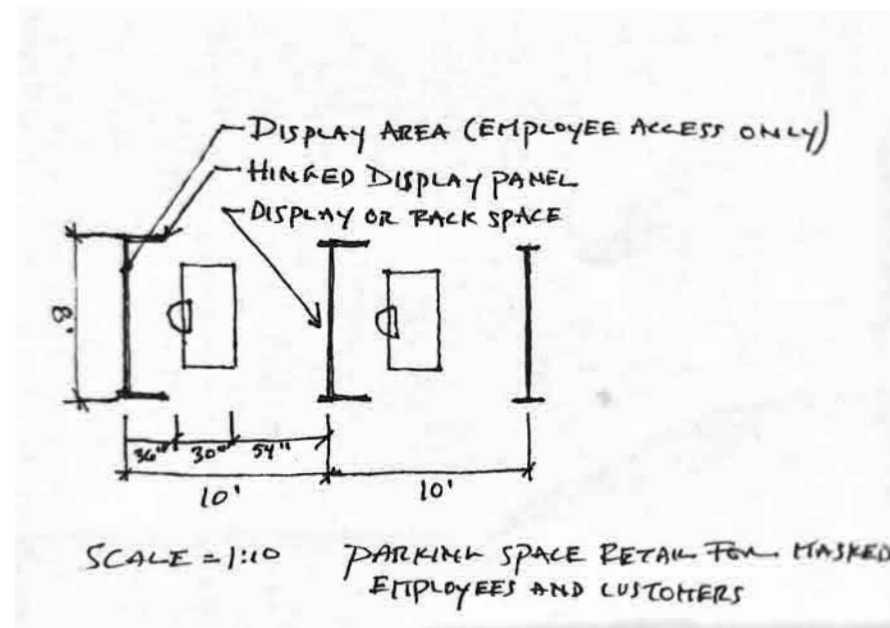 DISPLAY AREA (EMPLOYEE ACCESS ONLY)
HINGED DISPLAY PANEL
DISPLAY OR RACK SPACE
8'
36" 30" 54"
10' 10'
SCALE = 1:10
PARKING SPACE RETAIL FOR MASKED
EMPLOYEES AND CUSTOMERS